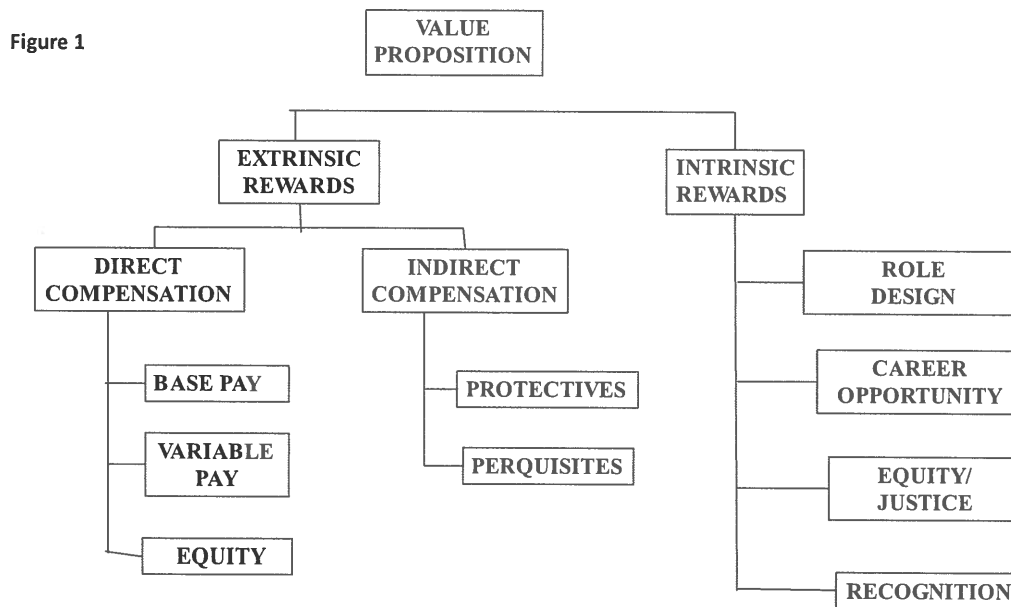 Figure 1
VALUE
PROPOSITION
EXTRINSIC
REWARDS
INTRINSIC
REWARDS
DIRECT
COMPENSATION
INDIRECT
COMPENSATION
BASE PAY
VARIABLE
PAY
EQUITY
PROTECTIVES
PERQUISITES
ROLE
DESIGN
CAREER
OPPORTUNITY
EQUITY/
JUSTICE
RECOGNITION